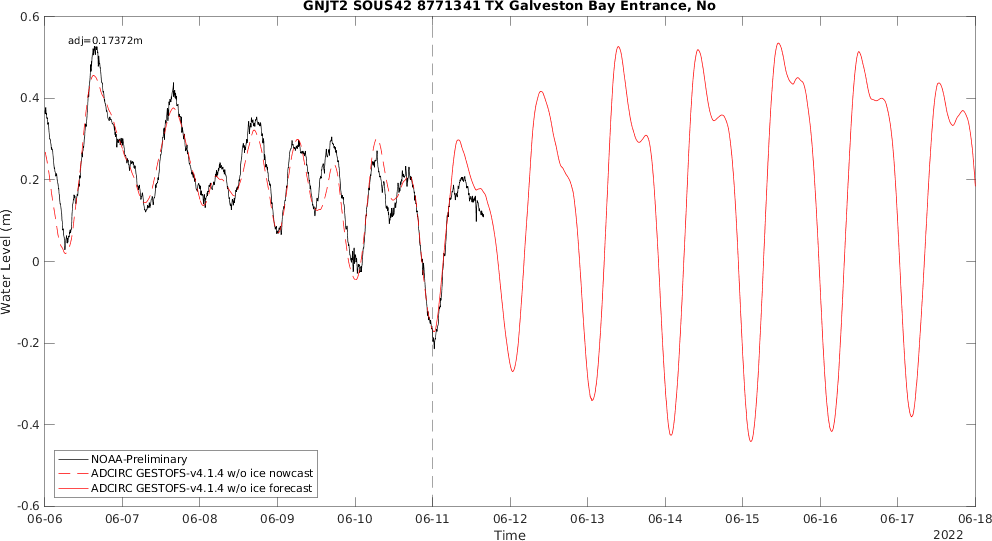 GNJT2 SOUS42 8771341 TX Galveston Bay Entrance, No
adj=0.17372m
0.6
0.4
0.2
0
-0.2
-0.4
-0.6
Water Level (m)
NOAA-Preliminary
ADCIRC GESTOFS-v4.1.4 w/o ice nowcast
ADCIRC GESTOFS-v4.1.4 w/o ice forecast
06-06 06-07 06-08 06-09 06-10 06-11 06-12 06-13 06-14 06-15 06-16 06-17 06-18
Time
2022